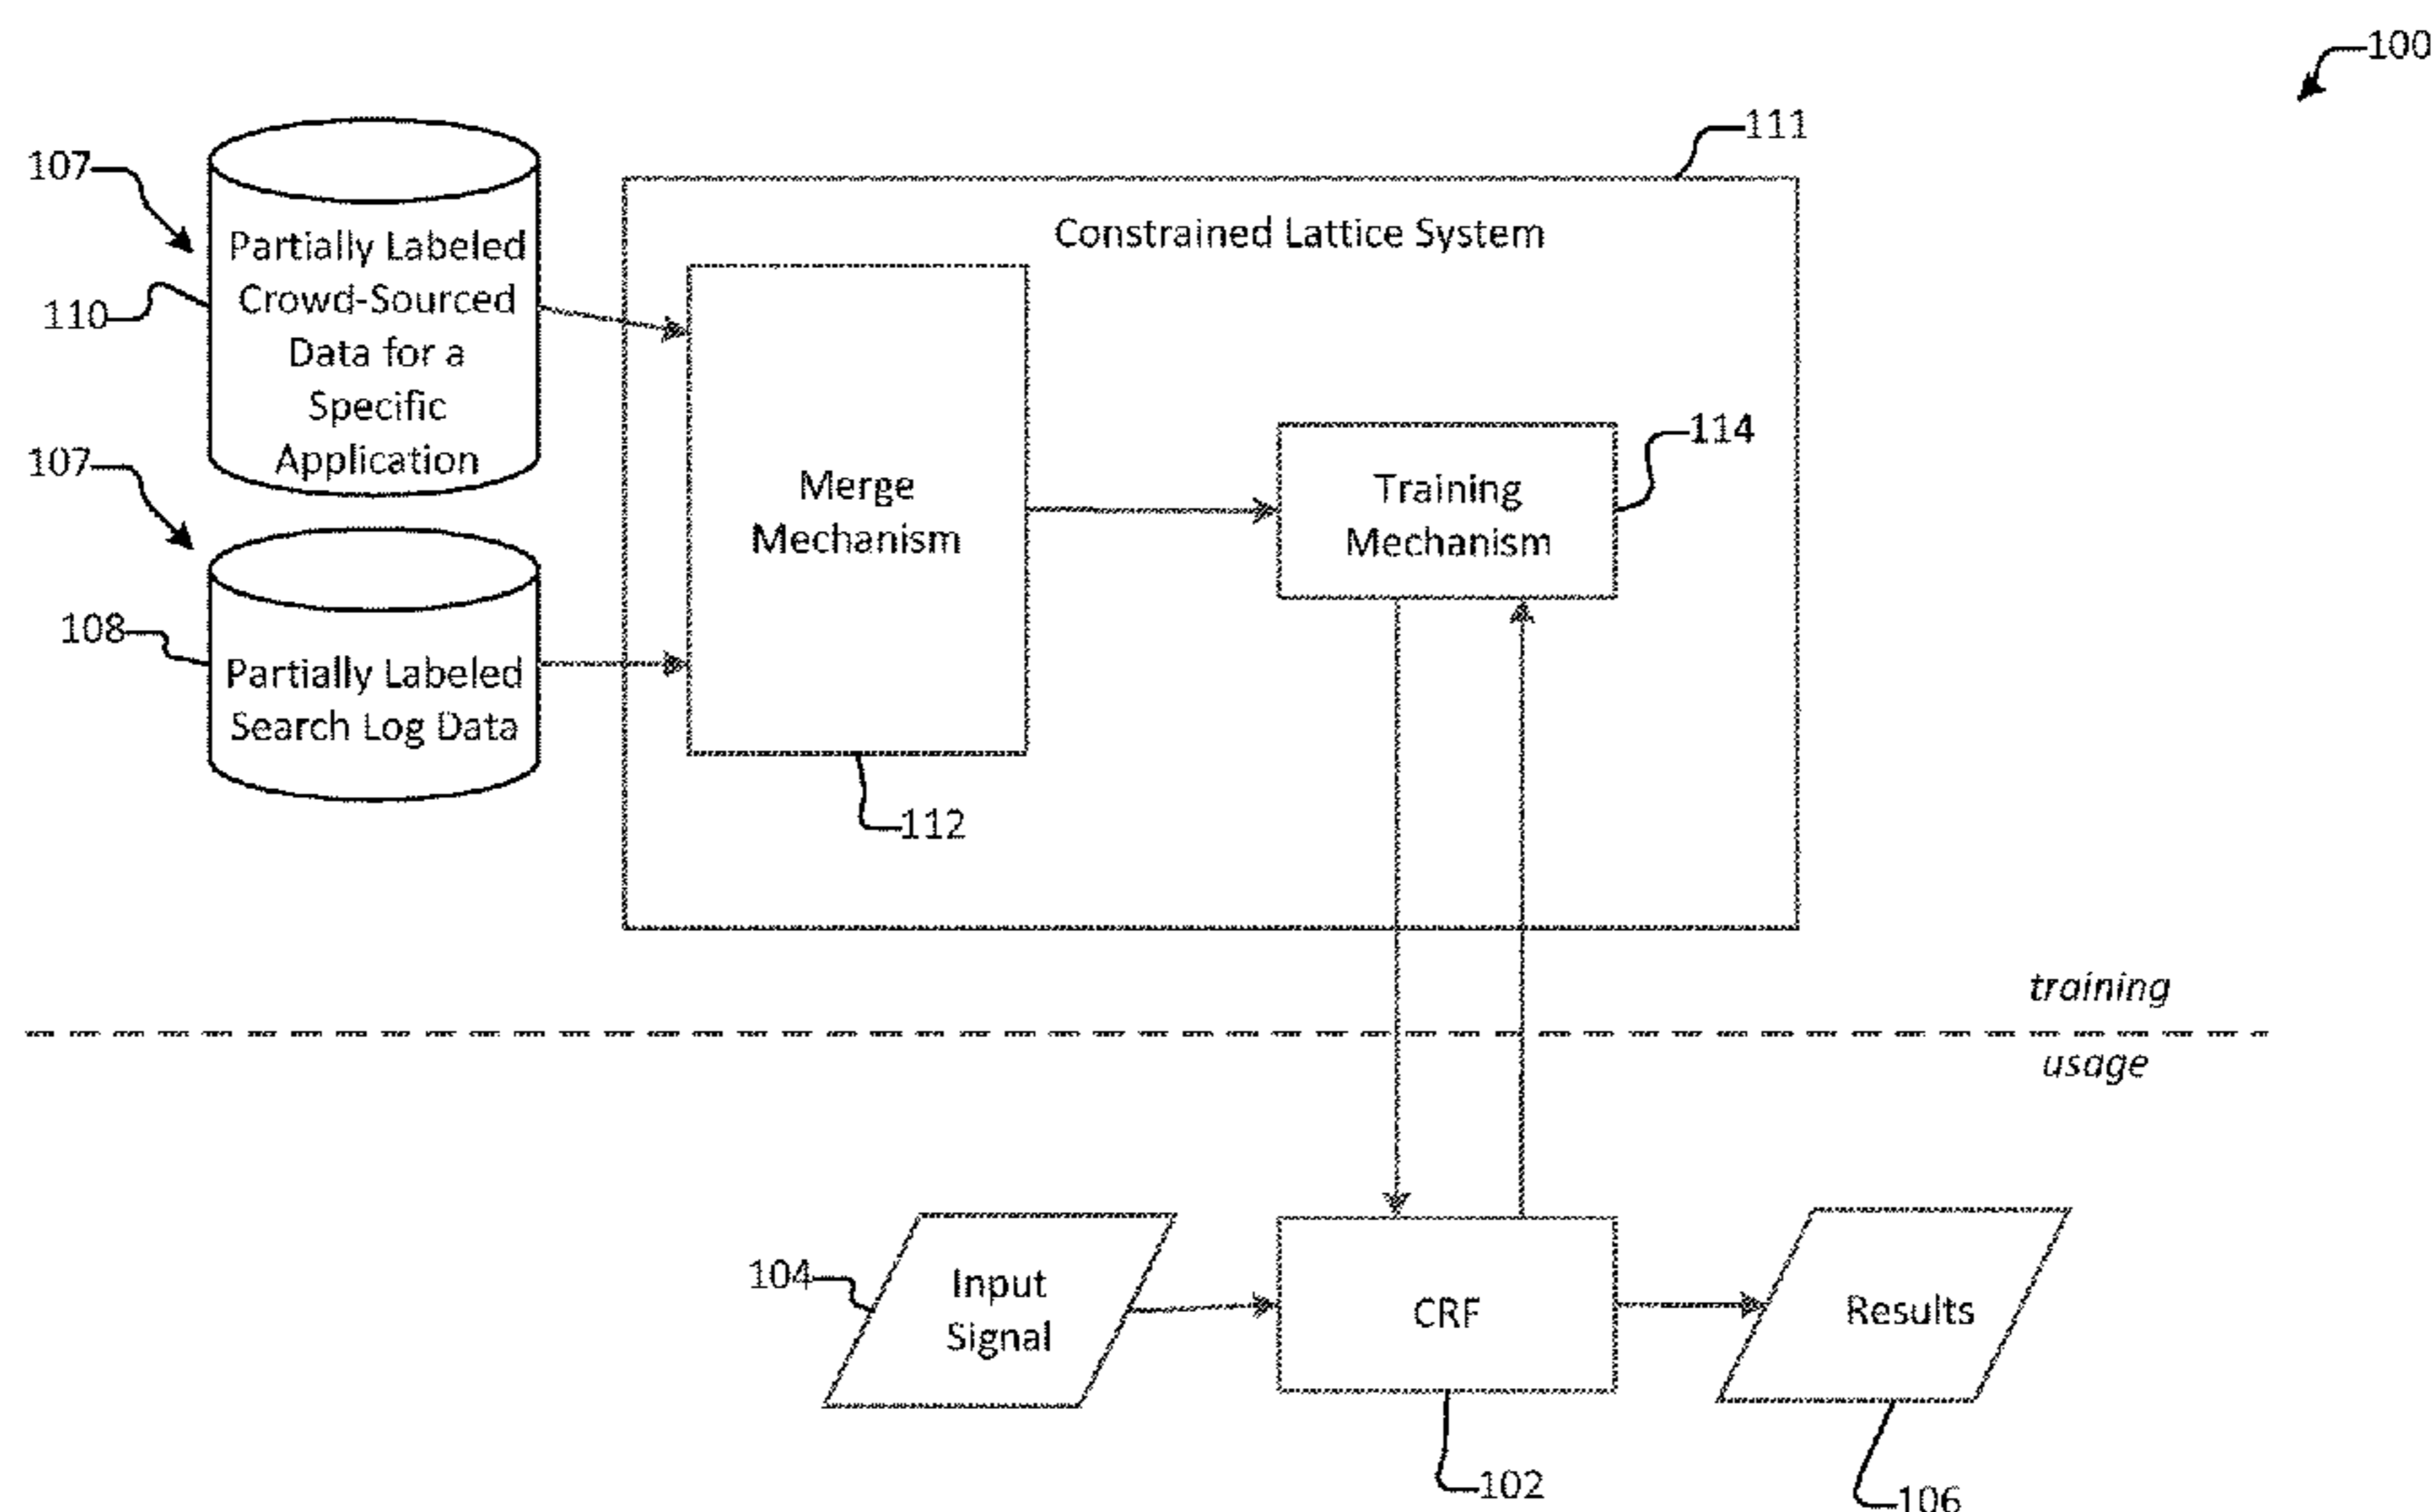 100
111
107
Constrained Lattice System
Partially Labeled
Crowd-Sourced
Data for a
Specific
Application
110
114
107
Merge
Mechanism
Training
Mechanism
108
Partially Labeled
Search Log Data
112
training
usage
104
Input
Signal
CRF
Results
102
106